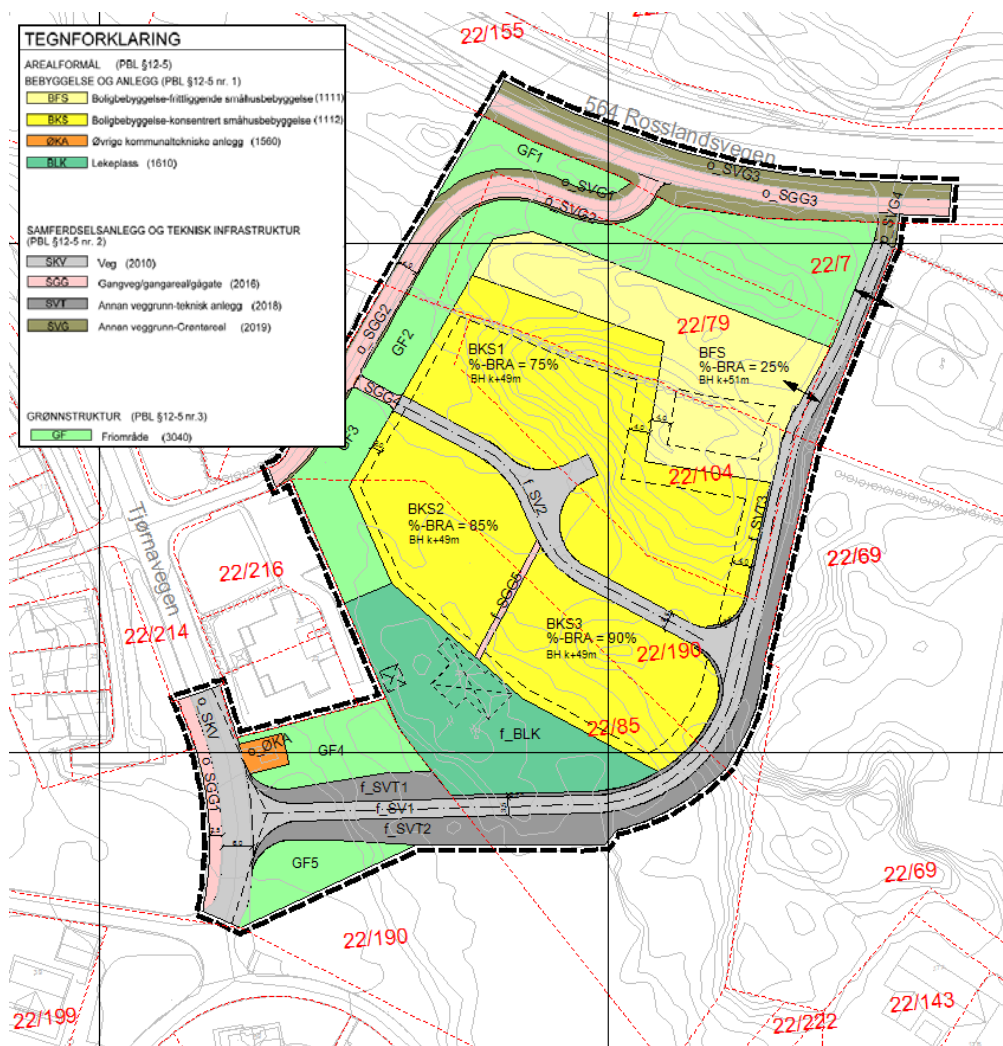 TEGNFORKLARING
AREALFORMÅL (PBL §12-5)
BEBYGGELSE OG ANLEGG (PBL §12-5 nr. 1)
BFS Boligbebyggelse-frittliggende småhusbebyggelse (1111)
BKS Boligbebyggelse-konsentrert småhusbebyggelse (1112)
ØKA Øvrige kommunaltekniske anlegg (1560)
BLK Lekeplass (1610)
SAMFERDSELSANLEGG OG TEKNISK INFRASTRUKTUR
(PBL §12-5 nr. 2)
SKV Veg (2010)
SGG Gangveg/gangareal/gågate (2016)
SVT Annan veggrunn-teknisk anlegg (2018)
SVG Annan veggrunn-Grøntareal (2019)
GRØNNSTRUKTUR (PBL §12-5 nr.3)
GF Friområde (3040)
22/155
564 Rosslandsvegen
GF1
o_SVG3
o_SVG1
o_SGG3
o_SVG2
o_SVG4
22/7
o_SGG2
GF2
22/79
BKS1
%-BRA = 75%
BH k+49m
BFS
%-BRA = 25%
BH k+51m
SGG4
GF3
22/104
f_SV2
f_SVT3
BKS2
%-BRA = 85%
BH k+49m
Tjørnavegen
22/216
22/69
f_SGG5
22/214
BKS3
%-BRA = 90%
BH k+49m
22/196
o_SKV
22/85
f_BLK
o_ØKA
GF4
o_SGG1
f_SVT1
f_SV1
f_SVT2
GF5
22/69
22/190
22/199
22/222
22/143